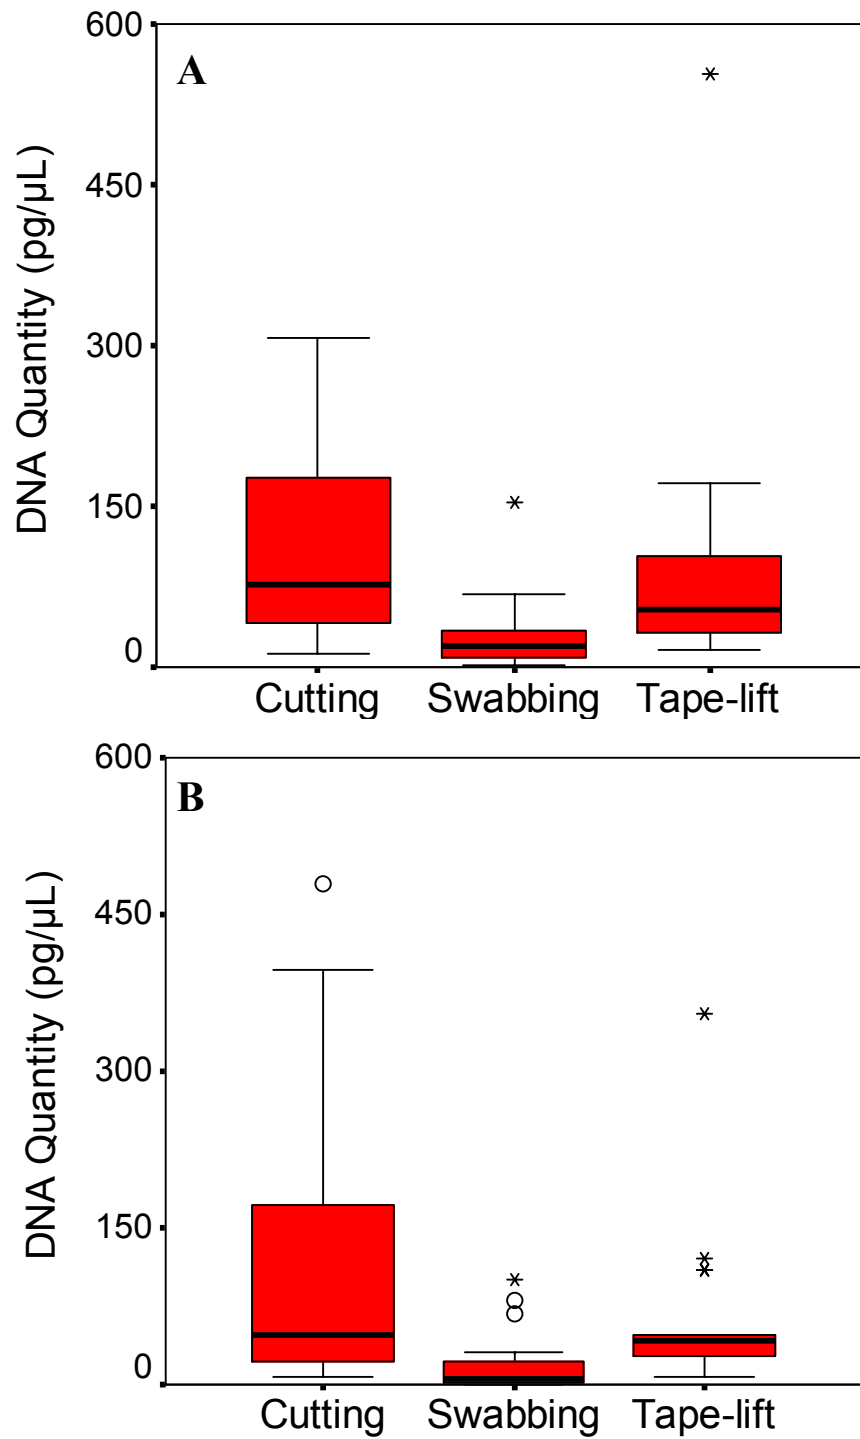 600
A
450
300
150
0
DNA Quantity (pg/µL)
Cutting Swabbing Tape-lift
600
B
450
300
150
0
DNA Quantity (pg/µL)
Cutting Swabbing Tape-lift